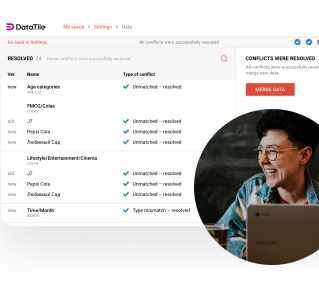 DataTile
My space > Settings > Data
Go back to Settings
All conflicts were successfully resolved
RESOLVED 24 These conflicts were successfully resolved
CONFLICTS WERE RESOLVED
All conflicts were successfully
merge new data
MERGE DATA
Ver. Name Type of conflict
new Age categories Unmatched – resolved
AGE_CAT
FMCG/Colas
COLAS
old J7 Unmatched – resolved
new Pepsi Cola Unmatched – resolved
new Любимый Сад Unmatched – resolved
Lifestyle/Entertainment/Cinema
COLAS
old J7 Unmatched – resolved
new Pepsi Cola Unmatched – resolved
new Любимый Сад Unmatched – resolved
new Time/Month Type mismatch – resolved
MONTH